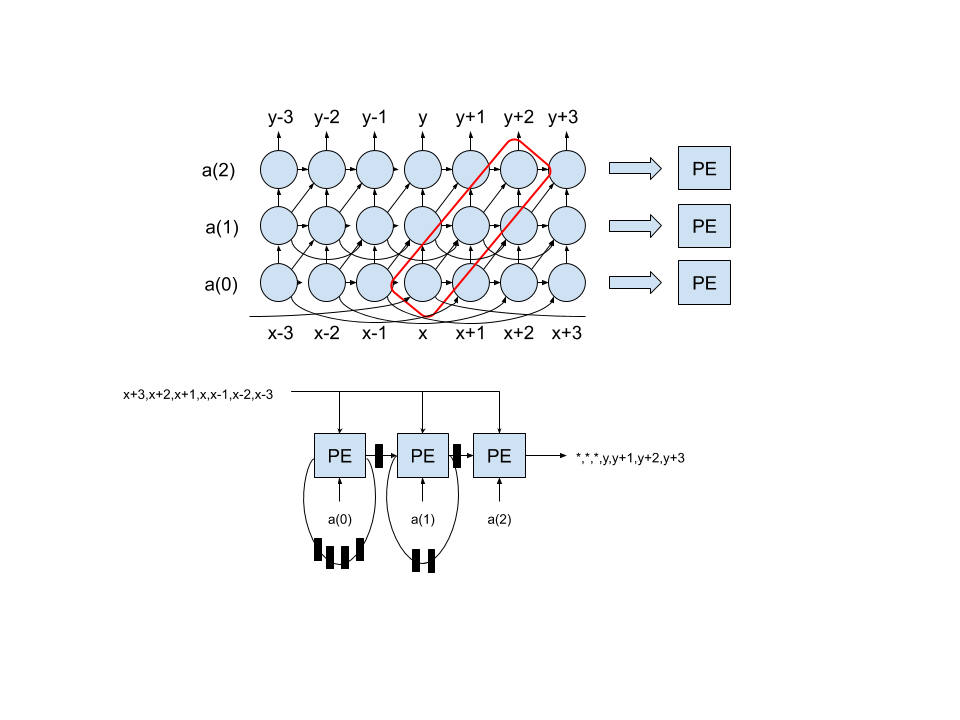 y-3 y-2 y-1 y y+1 y+2 y+3
a(2) PE
a(1) PE
a(0) PE
x-3 x-2 x-1 x x+1 x+2 x+3
x+3,x+2,x+1,x,x-1,x-2,x-3
PE PE PE *,*,*,y,y+1,y+2,y+3
a(0) a(1) a(2)